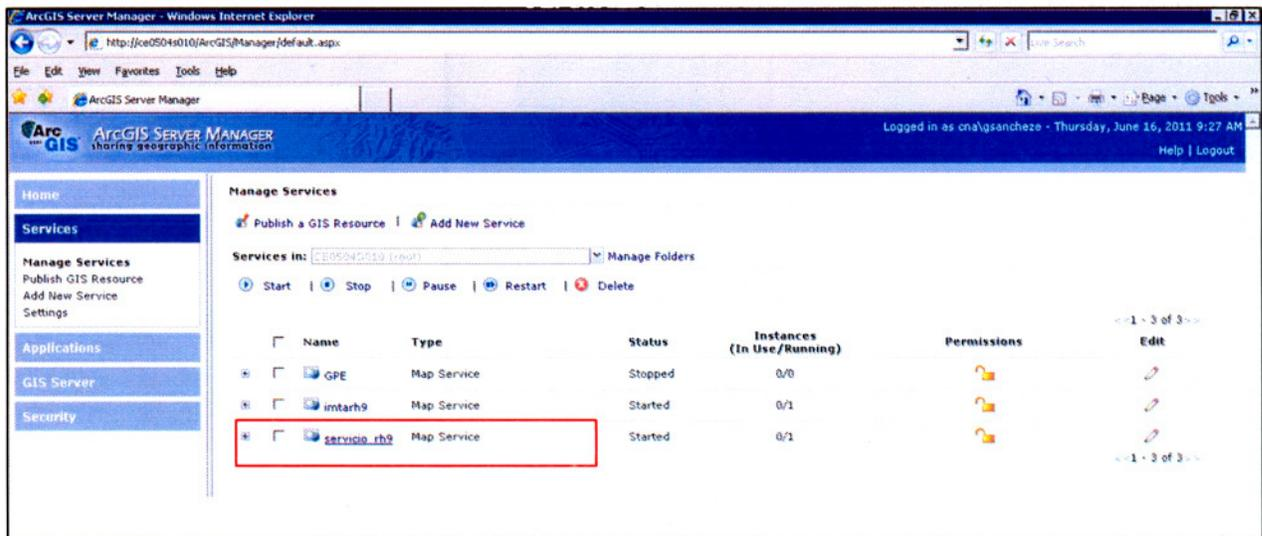 ArcGIS Server Manager - Windows Internet Explorer
http://ce0504s010/ArcGIS/Manager/default.aspx
Live Search
File Edit View Favorites Tools Help
ArcGIS Server Manager
Page Tools
ArcGIS ARCGIS SERVER MANAGER
sharing geographic information
Logged in as cna\gsancheze - Thursday, June 16, 2011 9:27 AM
Help | Logout
Home
Services
Manage Services
Publish GIS Resource
Add New Service
Settings
Applications
GIS Server
Security
Manage Services
Publish a GIS Resource | Add New Service
Services in: CE0504S010 (root) Manage Folders
Start | Stop | Pause | Restart | Delete
<<1 - 3 of 3>>
Name Type Status Instances (In Use/Running) Permissions Edit
GPE Map Service Stopped 0/0
imtarh9 Map Service Started 0/1
servicio_rh9 Map Service Started 0/1
<<1 - 3 of 3>>